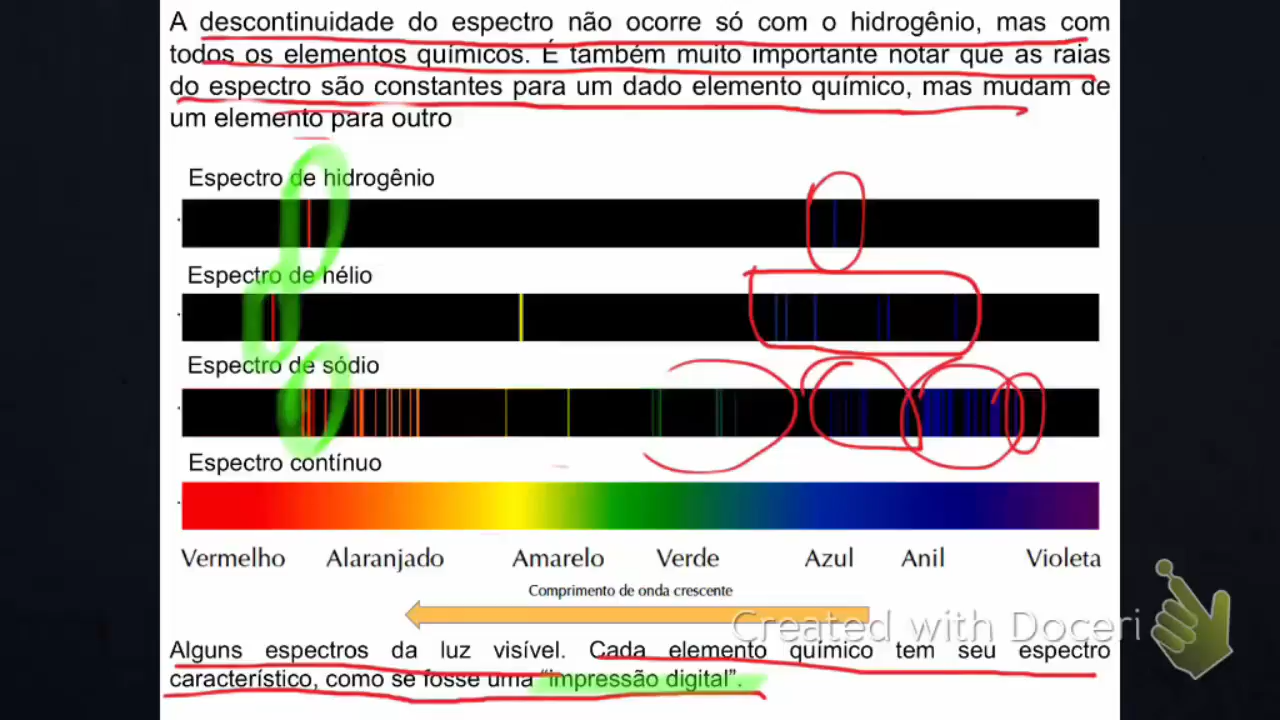 A descontinuidade do espectro não ocorre só com o hidrogênio, mas com
todos os elementos químicos. É também muito importante notar que as raias
do espectro são constantes para um dado elemento químico, mas mudam de
um elemento para outro
Espectro de hidrogênio
Espectro de hélio
Espectro de sódio
Espectro contínuo
Vermelho Alaranjado Amarelo Verde Azul Anil Violeta
Comprimento de onda crescente
Created with Doceri
Alguns espectros da luz visível. Cada elemento químico tem seu espectro
característico, como se fosse uma “impressão digital”.